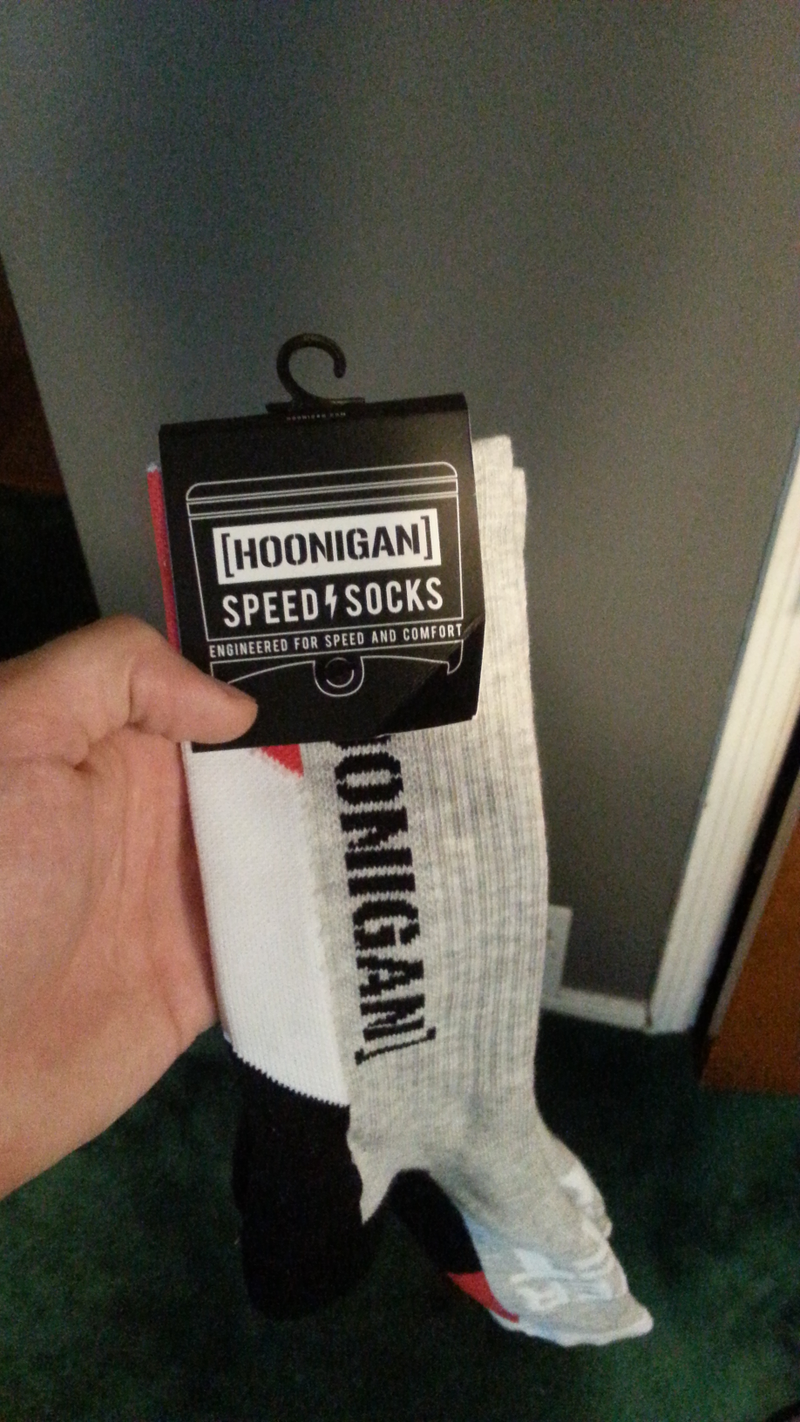 [HOONIGAN]
SPEED SOCKS
ENGINEERED FOR SPEED AND COMFORT
OONIGAN]